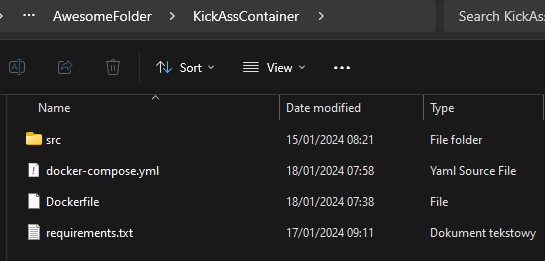 ··· AwesomeFolder > KickAssContainer > Search KickAss
Sort View ···
Name Date modified Type
src 15/01/2024 08:21 File folder
docker-compose.yml 18/01/2024 07:58 Yaml Source File
Dockerfile 18/01/2024 07:38 File
requirements.txt 17/01/2024 09:11 Dokument tekstowy